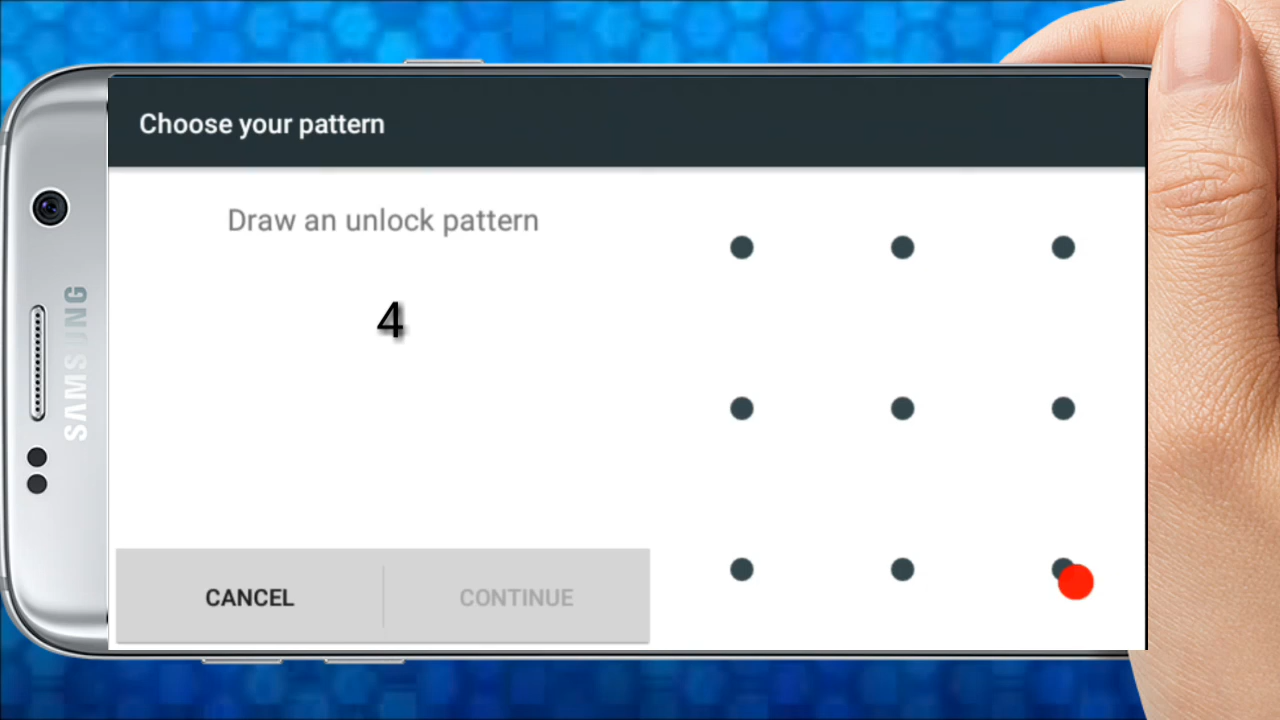 Choose your pattern
Draw an unlock pattern
4
CANCEL
CONTINUE
SAMSUNG